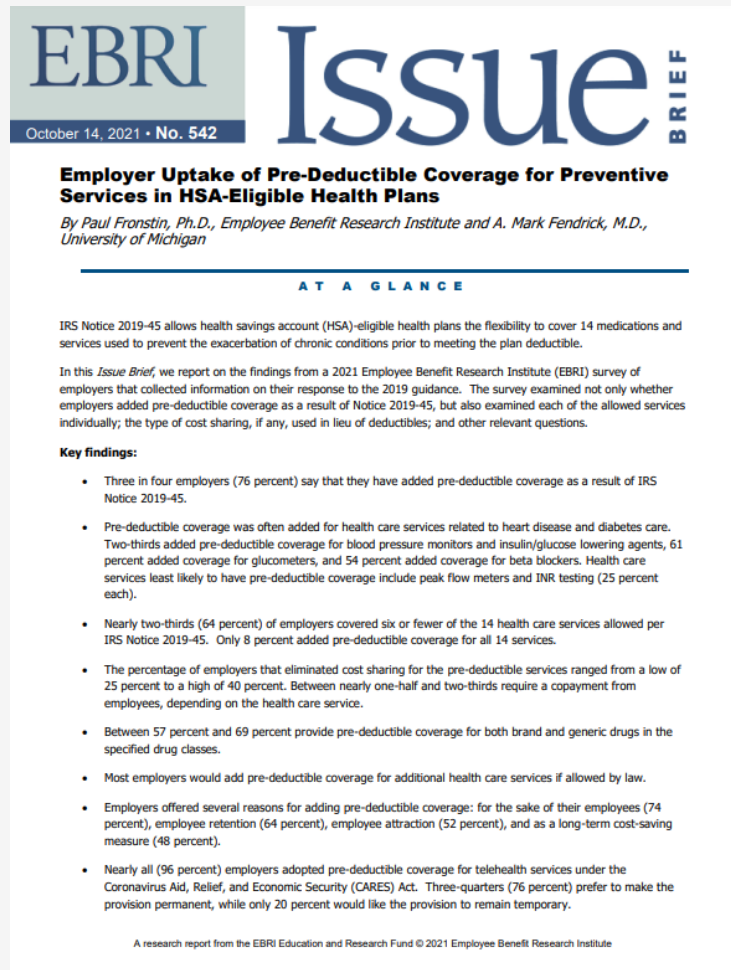 EBRI
Issue
BRIEF
October 14, 2021 • No. 542
Employer Uptake of Pre-Deductible Coverage for Preventive
Services in HSA-Eligible Health Plans
By Paul Fronstin, Ph.D., Employee Benefit Research Institute and A. Mark Fendrick, M.D.,
University of Michigan
AT A GLANCE
IRS Notice 2019-45 allows health savings account (HSA)-eligible health plans the flexibility to cover 14 medications and
services used to prevent the exacerbation of chronic conditions prior to meeting the plan deductible.
In this Issue Brief, we report on the findings from a 2021 Employee Benefit Research Institute (EBRI) survey of
employers that collected information on their response to the 2019 guidance. The survey examined not only whether
employers added pre-deductible coverage as a result of Notice 2019-45, but also examined each of the allowed services
individually; the type of cost sharing, if any, used in lieu of deductibles; and other relevant questions.
Key findings:
• Three in four employers (76 percent) say that they have added pre-deductible coverage as a result of IRS
Notice 2019-45.
• Pre-deductible coverage was often added for health care services related to heart disease and diabetes care.
Two-thirds added pre-deductible coverage for blood pressure monitors and insulin/glucose lowering agents, 61
percent added coverage for glucometers, and 54 percent added coverage for beta blockers. Health care
services least likely to have pre-deductible coverage include peak flow meters and INR testing (25 percent
each).
• Nearly two-thirds (64 percent) of employers covered six or fewer of the 14 health care services allowed per
IRS Notice 2019-45. Only 8 percent added pre-deductible coverage for all 14 services.
• The percentage of employers that eliminated cost sharing for the pre-deductible services ranged from a low of
25 percent to a high of 40 percent. Between nearly one-half and two-thirds require a copayment from
employees, depending on the health care service.
• Between 57 percent and 69 percent provide pre-deductible coverage for both brand and generic drugs in the
specified drug classes.
• Most employers would add pre-deductible coverage for additional health care services if allowed by law.
• Employers offered several reasons for adding pre-deductible coverage: for the sake of their employees (74
percent), employee retention (64 percent), employee attraction (52 percent), and as a long-term cost-saving
measure (48 percent).
• Nearly all (96 percent) employers adopted pre-deductible coverage for telehealth services under the
Coronavirus Aid, Relief, and Economic Security (CARES) Act. Three-quarters (76 percent) prefer to make the
provision permanent, while only 20 percent would like the provision to remain temporary.
A research report from the EBRI Education and Research Fund © 2021 Employee Benefit Research Institute